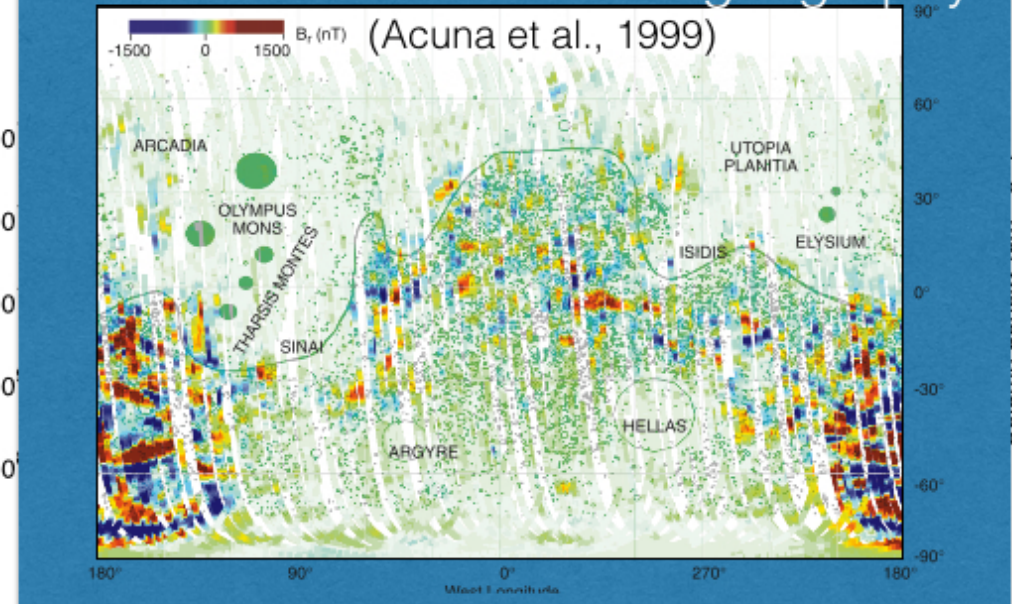 (Acuna et al., 1999)
Br (nT)
-1500 0 1500
90°
60°
30°
0°
-30°
-60°
-90°
ARCADIA
OLYMPUS
MONS
THARSIS MONTES
SINAI
ARGYRE
HELLAS
ISIDIS
UTOPIA
PLANITIA
ELYSIUM
180° 90° 0° 270° 180°
West Longitude